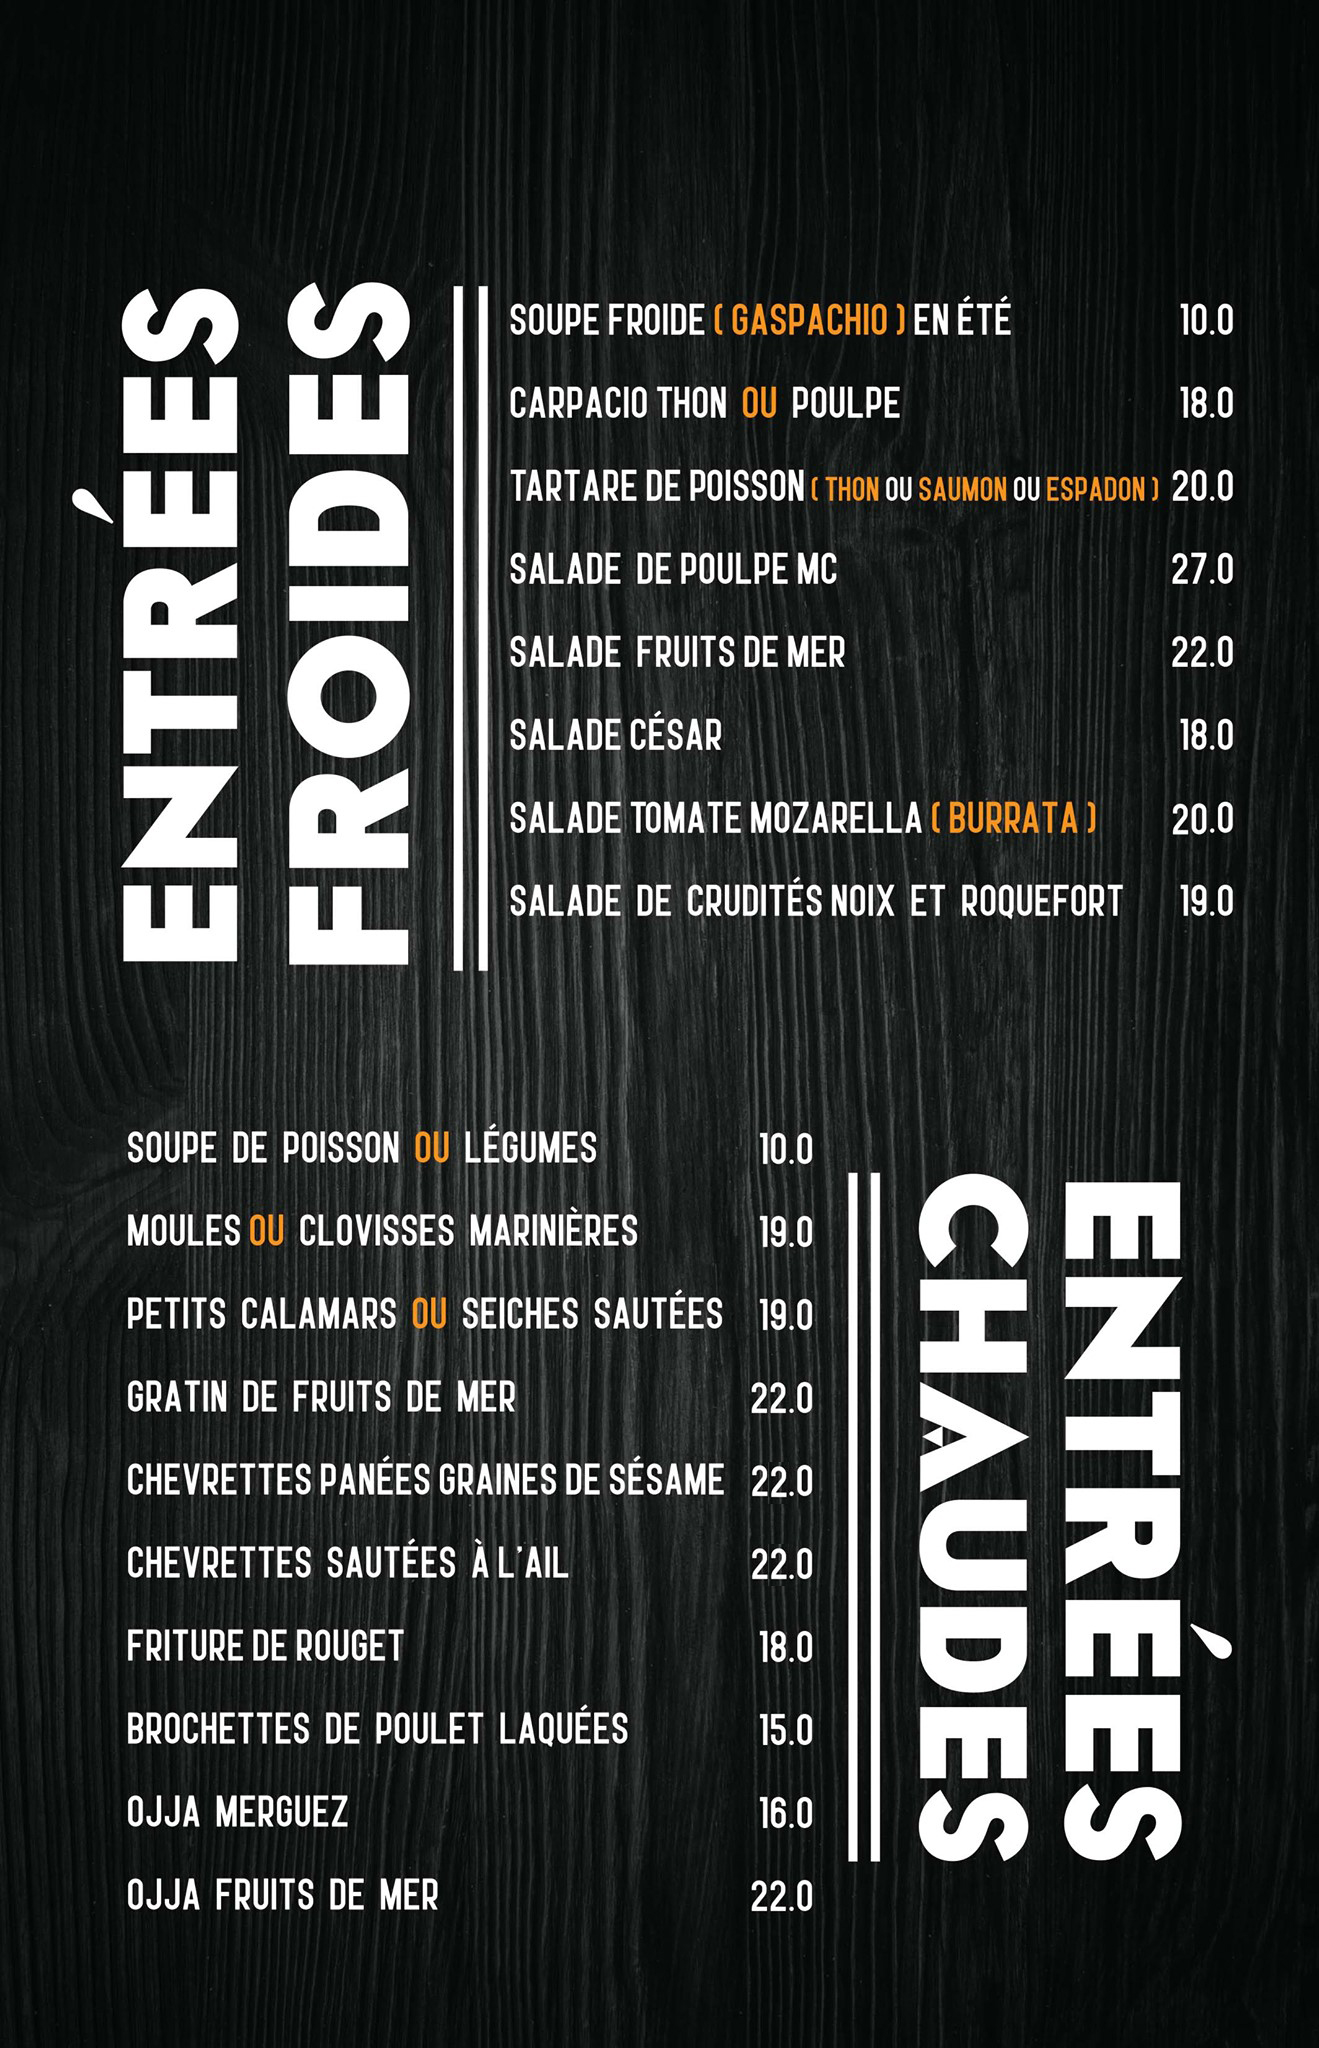 ENTRÉES
FROIDES
SOUPE FROIDE ( GASPACHIO ) EN ÉTÉ 10.0
CARPACIO THON OU POULPE 18.0
TARTARE DE POISSON ( THON OU SAUMON OU ESPADON ) 20.0
SALADE DE POULPE MC 27.0
SALADE FRUITS DE MER 22.0
SALADE CÉSAR 18.0
SALADE TOMATE MOZARELLA ( BURRATA ) 20.0
SALADE DE CRUDITÉS NOIX ET ROQUEFORT 19.0
ENTRÉES
CHAUDES
SOUPE DE POISSON OU LÉGUMES 10.0
MOULES OU CLOVISSES MARINIÈRES 19.0
PETITS CALAMARS OU SEICHES SAUTÉES 19.0
GRATIN DE FRUITS DE MER 22.0
CHEVRETTES PANÉES GRAINES DE SÉSAME 22.0
CHEVRETTES SAUTÉES À L'AIL 22.0
FRITURE DE ROUGET 18.0
BROCHETTES DE POULET LAQUÉES 15.0
OJJA MERGUEZ 16.0
OJJA FRUITS DE MER 22.0